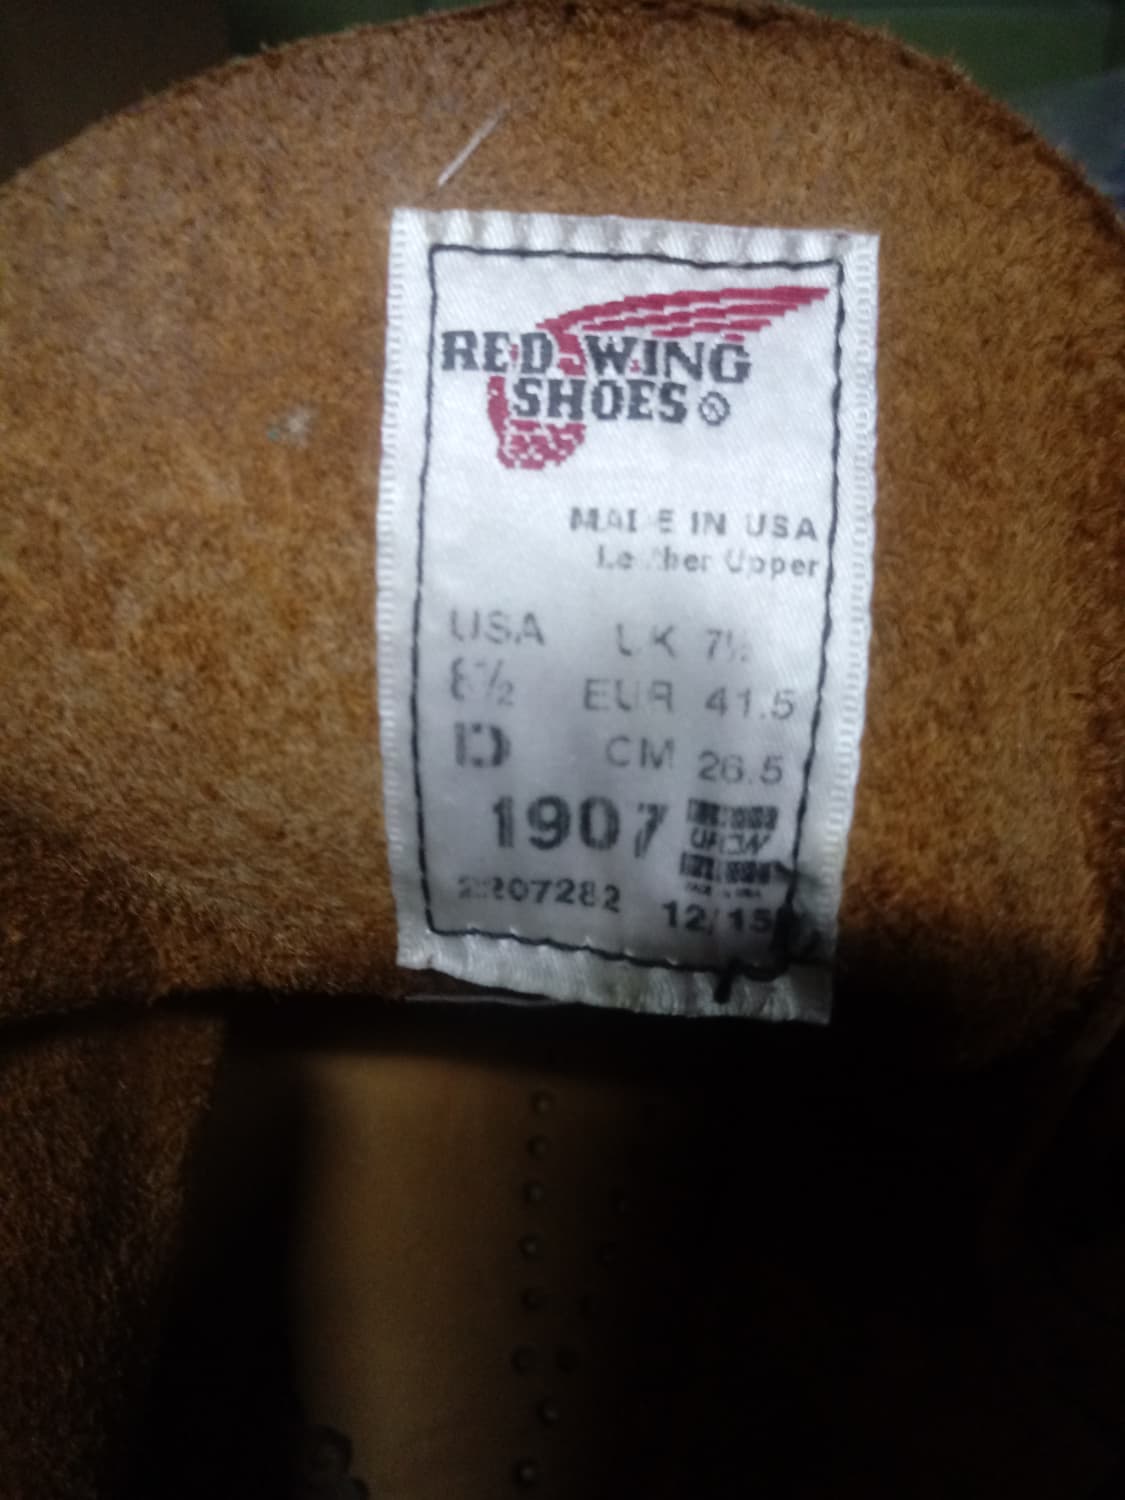 RED WING
SHOES ®
MADE IN USA
Leather Upper
USA
8½
D
UK 7½
EUR 41.5
CM 26.5
1907
UFCW
12/15